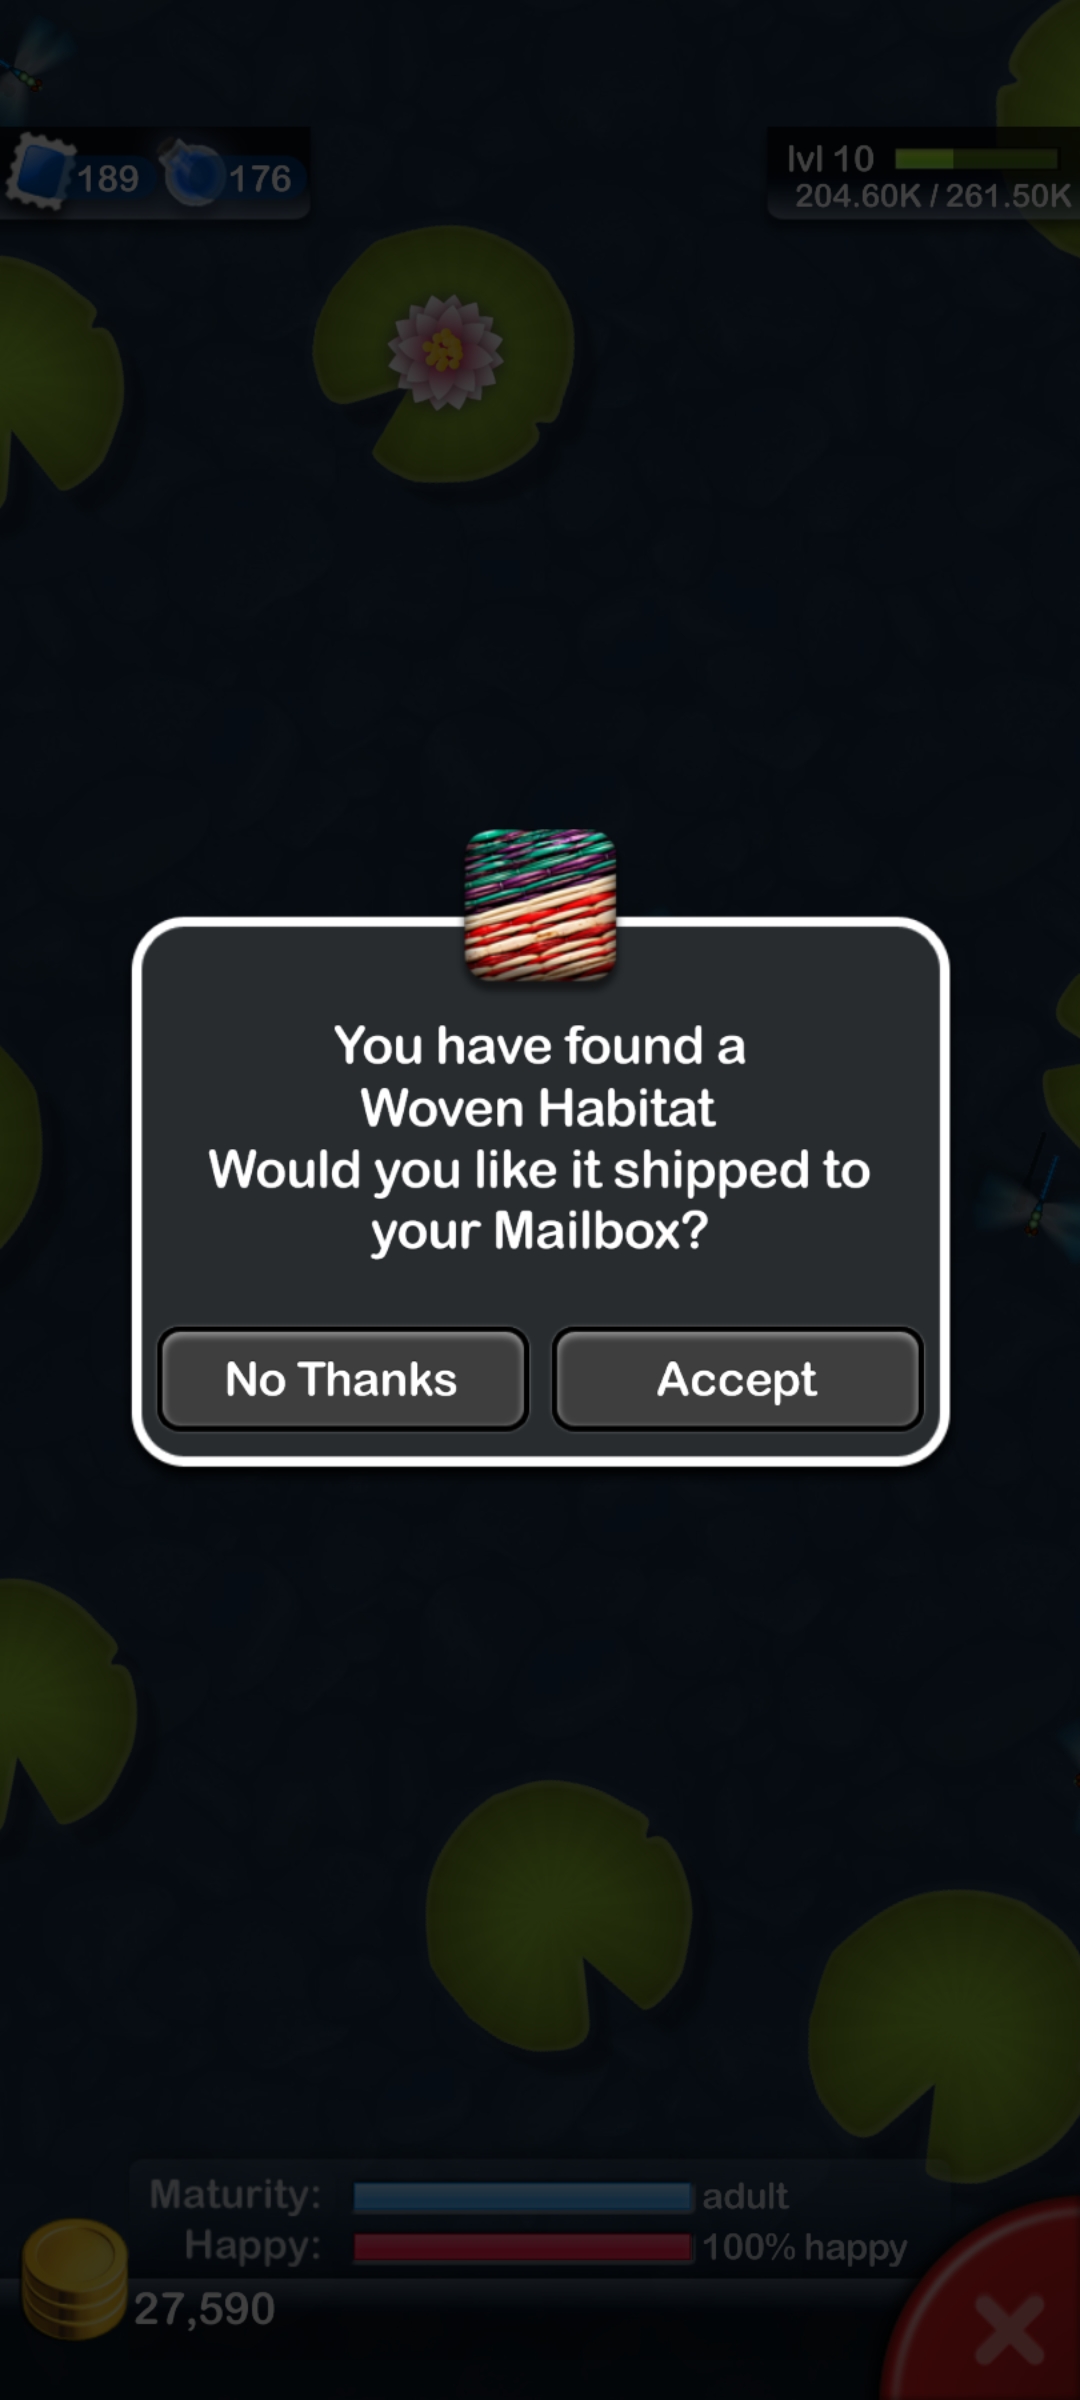 189 176
lvl 10
204.60K / 261.50K
You have found a
Woven Habitat
Would you like it shipped to
your Mailbox?
No Thanks Accept
Maturity: adult
Happy: 100% happy
27,590